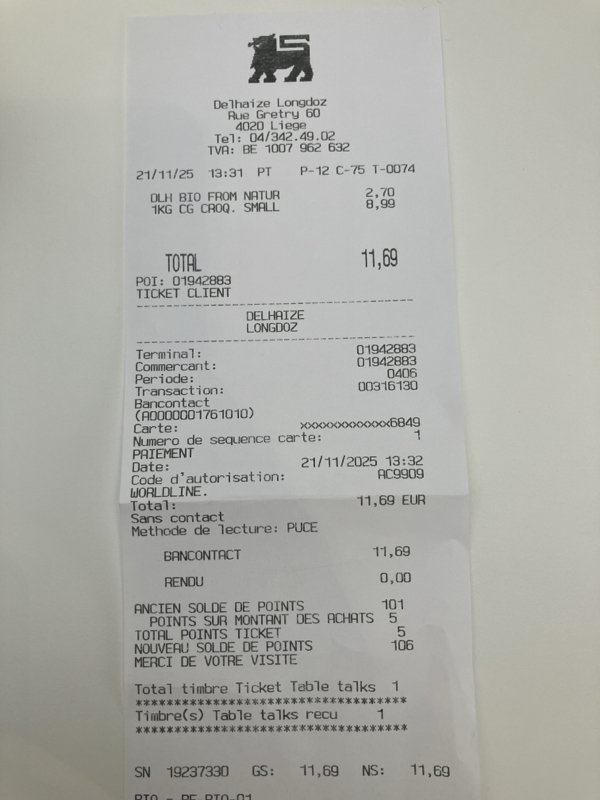 Delhaize Longdoz
Rue Gretry 60
4020 Liege
Tel: 04/342.49.02
TVA: BE 1007 962 632
21/11/25 13:31 PT P-12 C-75 T-0074
DLH BIO FROM NATUR 2,70
1KG CG CROQ. SMALL 8,99
TOTAL 11,69
POI: 01942883
TICKET CLIENT
DELHAIZE
LONGDOZ
Terminal: 01942883
Commercant: 01942883
Periode: 0406
Transaction: 00316130
Bancontact
(A0000001761010)
Carte: xxxxxxxxxxxxx6849
Numero de sequence carte: 1
PAIEMENT
Date: 21/11/2025 13:32
Code d'autorisation: AC9909
WORLDLINE.
Total: 11,69 EUR
Sans contact
Methode de lecture: PUCE
BANCONTACT 11,69
RENDU 0,00
ANCIEN SOLDE DE POINTS 101
POINTS SUR MONTANT DES ACHATS 5
TOTAL POINTS TICKET 5
NOUVEAU SOLDE DE POINTS 106
MERCI DE VOTRE VISITE
Total timbre Ticket Table talks 1
**********************************
Timbre(s) Table talks recu 1
**********************************
SN 19237330 GS: 11,69 NS: 11,69
BIO - BE-BIO-01